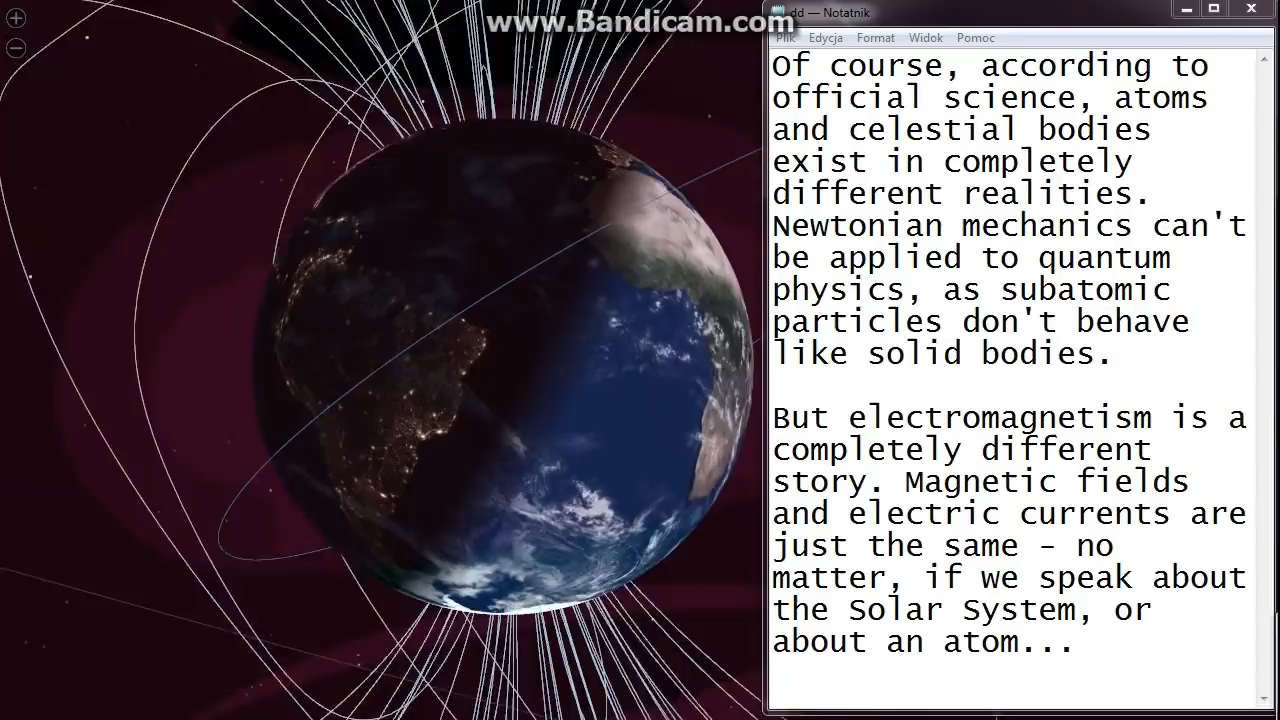 www.Bandicam.com
dd — Notatnik
Plik Edycja Format Widok Pomoc
Of course, according to
official science, atoms
and celestial bodies
exist in completely
different realities.
Newtonian mechanics can't
be applied to quantum
physics, as subatomic
particles don't behave
like solid bodies.
But electromagnetism is a
completely different
story. Magnetic fields
and electric currents are
just the same - no
matter, if we speak about
the Solar System, or
about an atom...